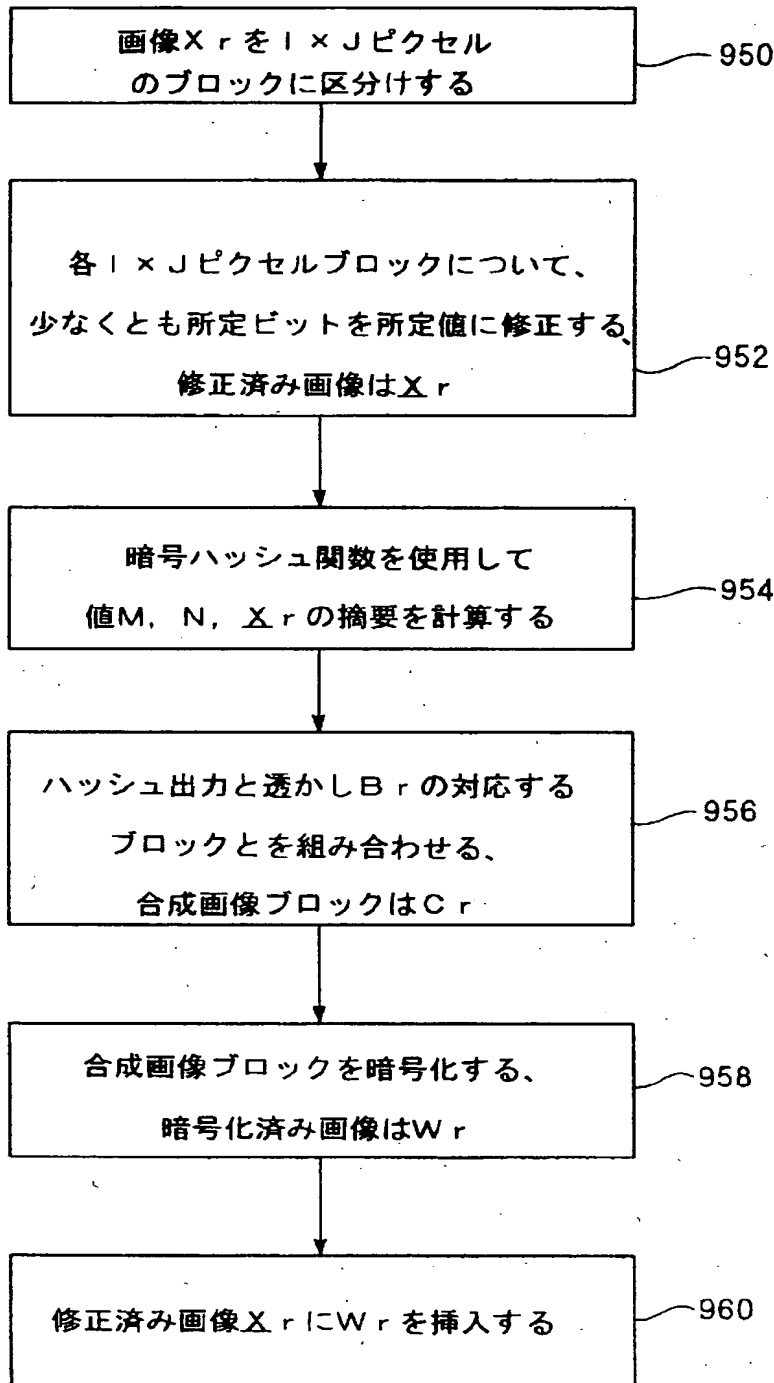 画像Xrを I × J ピクセル
のブロックに区分けする
950
各 I × J ピクセルブロックについて、
少なくとも所定ビットを所定値に修正する、
修正済み画像はX̲r
952
暗号ハッシュ関数を使用して
値M, N, X̲rの摘要を計算する
954
ハッシュ出力と透かしBrの対応する
ブロックとを組み合わせる、
合成画像ブロックはCr
956
合成画像ブロックを暗号化する、
暗号化済み画像はWr
958
修正済み画像X̲rにWrを挿入する
960